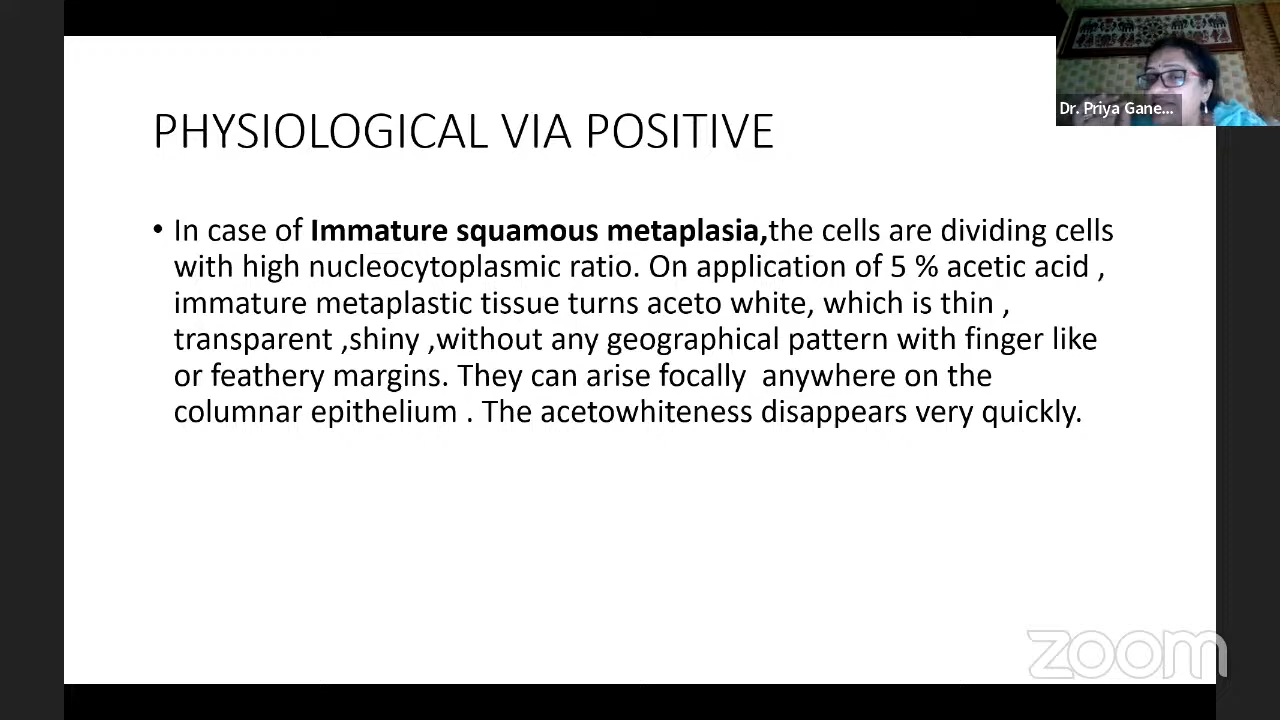 Dr. Priya Gane...
PHYSIOLOGICAL VIA POSITIVE
• In case of Immature squamous metaplasia,the cells are dividing cells
with high nucleocytoplasmic ratio. On application of 5 % acetic acid ,
immature metaplastic tissue turns aceto white, which is thin ,
transparent ,shiny ,without any geographical pattern with finger like
or feathery margins. They can arise focally  anywhere on the
columnar epithelium . The acetowhiteness disappears very quickly.
zoom